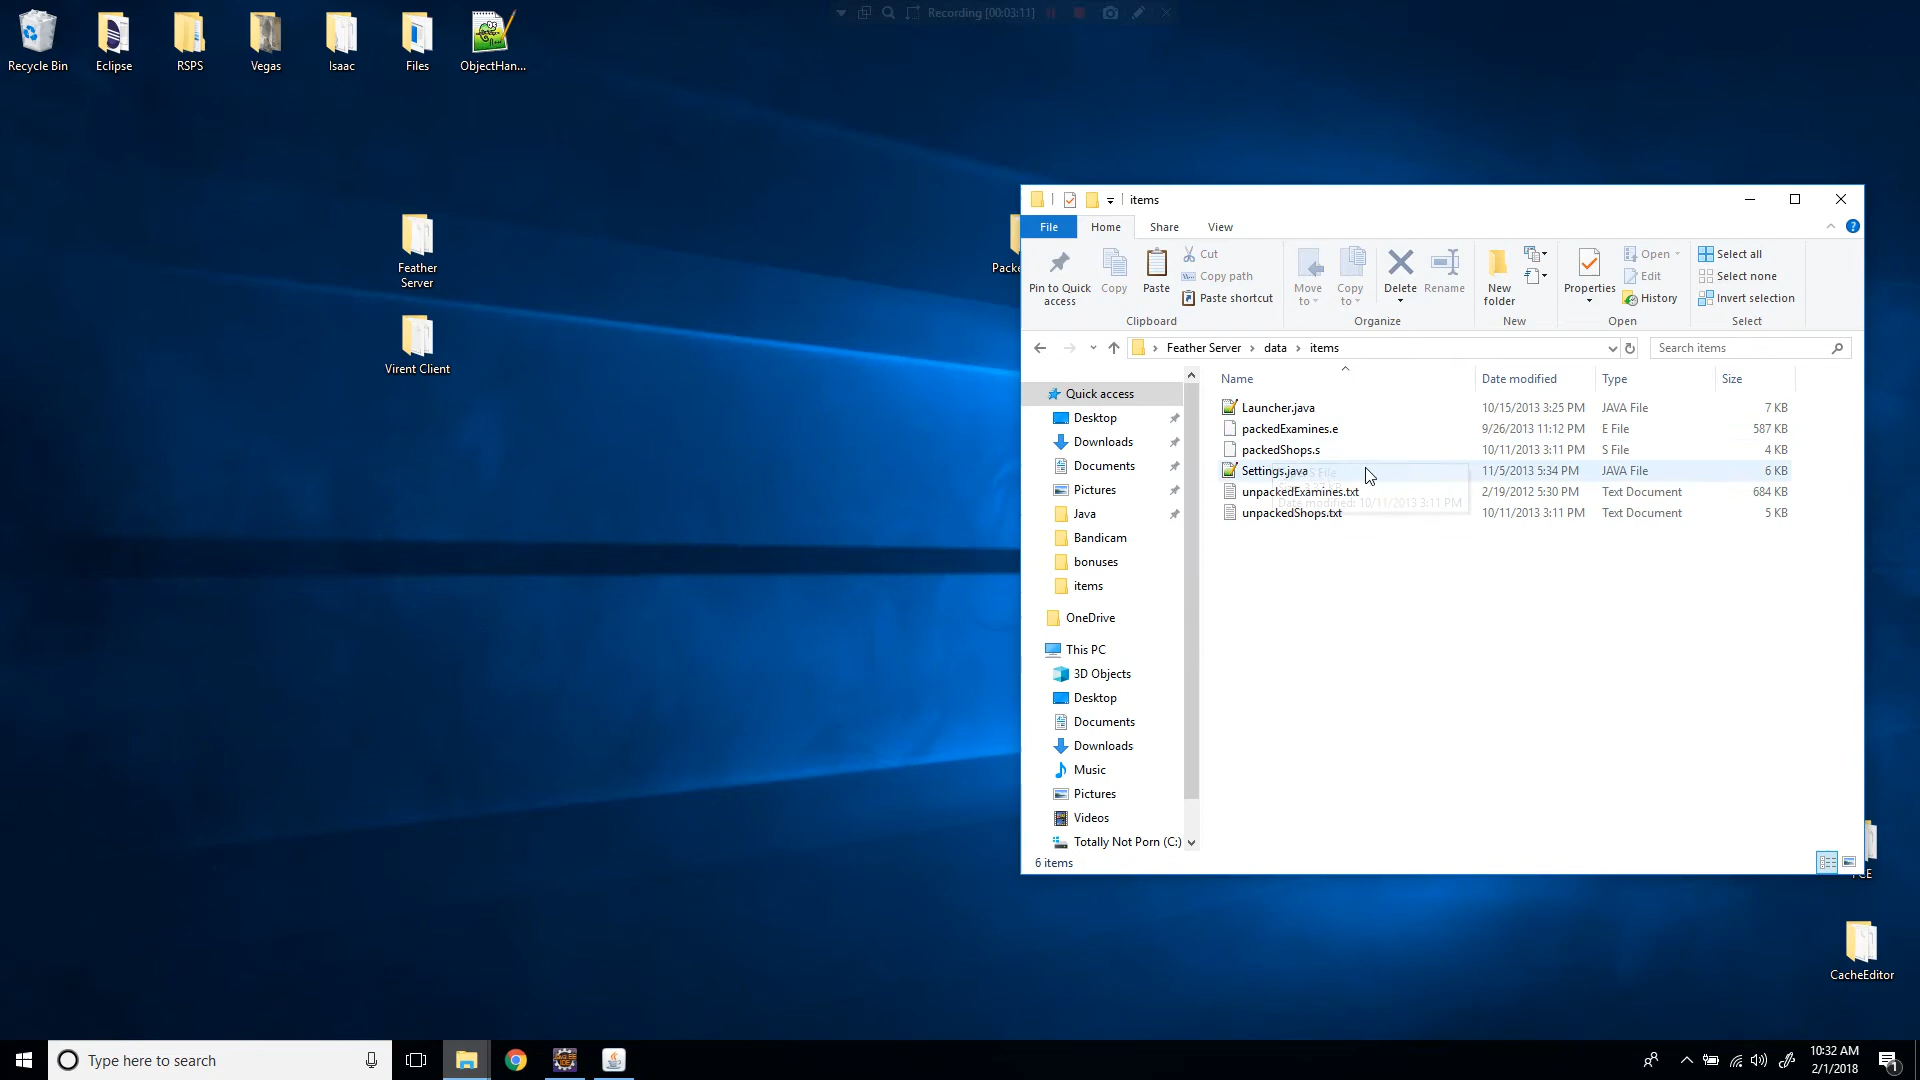 Recording [00:03:11]
Recycle Bin
Eclipse
RSPS
Vegas
Isaac
Files
ObjectHan...
Feather
Server
Virent Client
Packe
items
File
Home
Share
View
Pin to Quick
access
Copy
Paste
Cut
Copy path
Paste shortcut
Clipboard
Move
to
Copy
to
Delete
Rename
Organize
New
folder
New
Properties
Open
Edit
History
Open
Select all
Select none
Invert selection
Select
Feather Server
data
items
Search items
Name
Date modified
Type
Size
Launcher.java 10/15/2013 3:25 PM JAVA File 7 KB
packedExamines.e 9/26/2013 11:12 PM E File 587 KB
packedShops.s 10/11/2013 3:11 PM S File 4 KB
Settings.java 11/5/2013 5:34 PM JAVA File 6 KB
unpackedExamines.txt 2/19/2012 5:30 PM Text Document 684 KB
Date modified: 10/11/2013 3:11 PM
unpackedShops.txt 10/11/2013 3:11 PM Text Document 5 KB
Quick access
Desktop
Downloads
Documents
Pictures
Java
Bandicam
bonuses
items
OneDrive
This PC
3D Objects
Desktop
Documents
Downloads
Music
Pictures
Videos
Totally Not Porn (C:)
6 items
CacheEditor
Type here to search
10:32 AM
2/1/2018
1